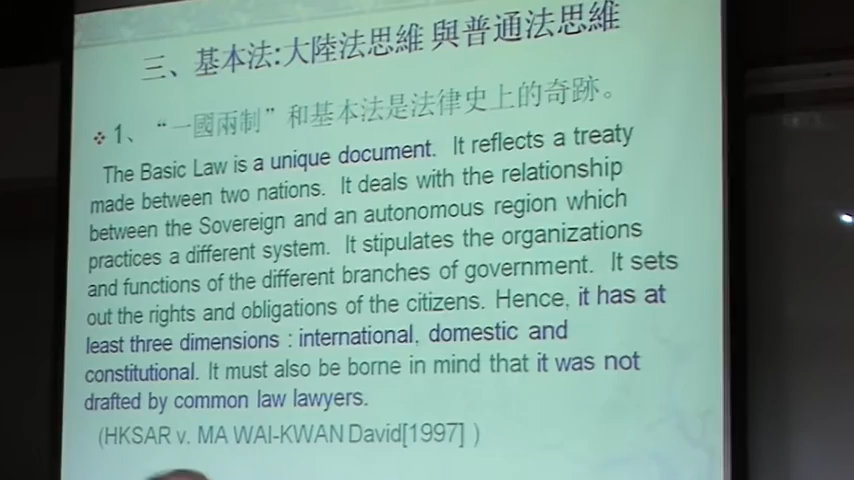 三、基本法:大陸法思維 與普通法思維
1、“一國兩制”和基本法是法律史上的奇跡。
The Basic Law is a unique document. It reflects a treaty
made between two nations. It deals with the relationship
between the Sovereign and an autonomous region which
practices a different system. It stipulates the organizations
and functions of the different branches of government. It sets
out the rights and obligations of the citizens. Hence, it has at
least three dimensions : international, domestic and
constitutional. It must also be borne in mind that it was not
drafted by common law lawyers.
(HKSAR v. MA WAI-KWAN David[1997] )